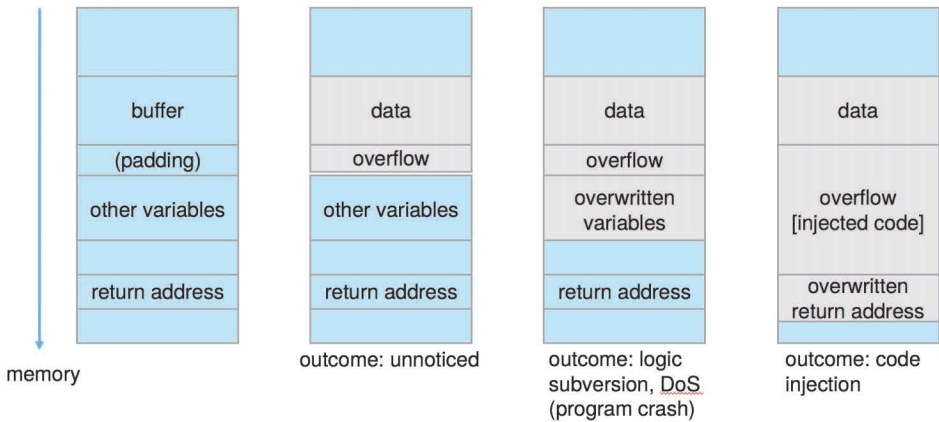 buffer
(padding)
other variables
return address
memory
data
overflow
other variables
return address
outcome: unnoticed
data
overflow
overwritten
variables
return address
outcome: logic
subversion, DoS
(program crash)
data
overflow
[injected code]
overwritten
return address
outcome: code
injection